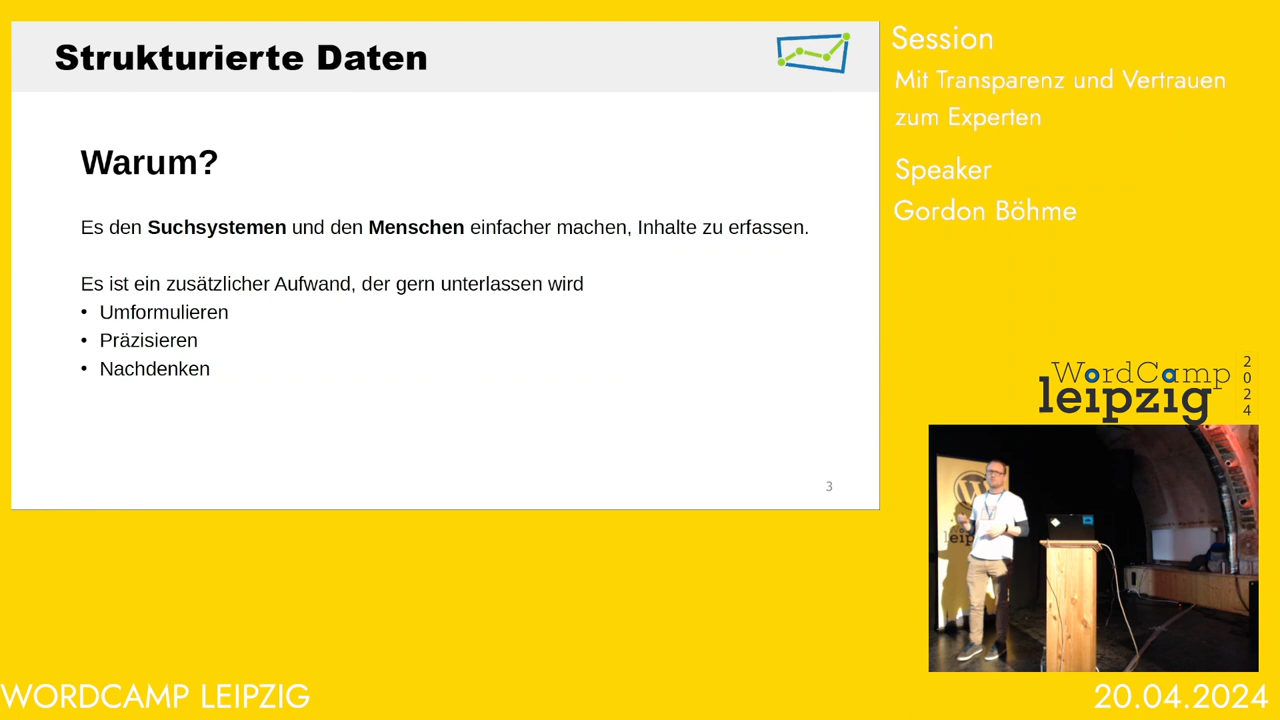 Strukturierte Daten
Warum?
Es den Suchsystemen und den Menschen einfacher machen, Inhalte zu erfassen.
Es ist ein zusätzlicher Aufwand, der gern unterlassen wird
• Umformulieren
• Präzisieren
• Nachdenken
3
Session
Mit Transparenz und Vertrauen
zum Experten
Speaker
Gordon Böhme
WordCamp
leipzig
2024
leip
WORDCAMP LEIPZIG
20.04.2024